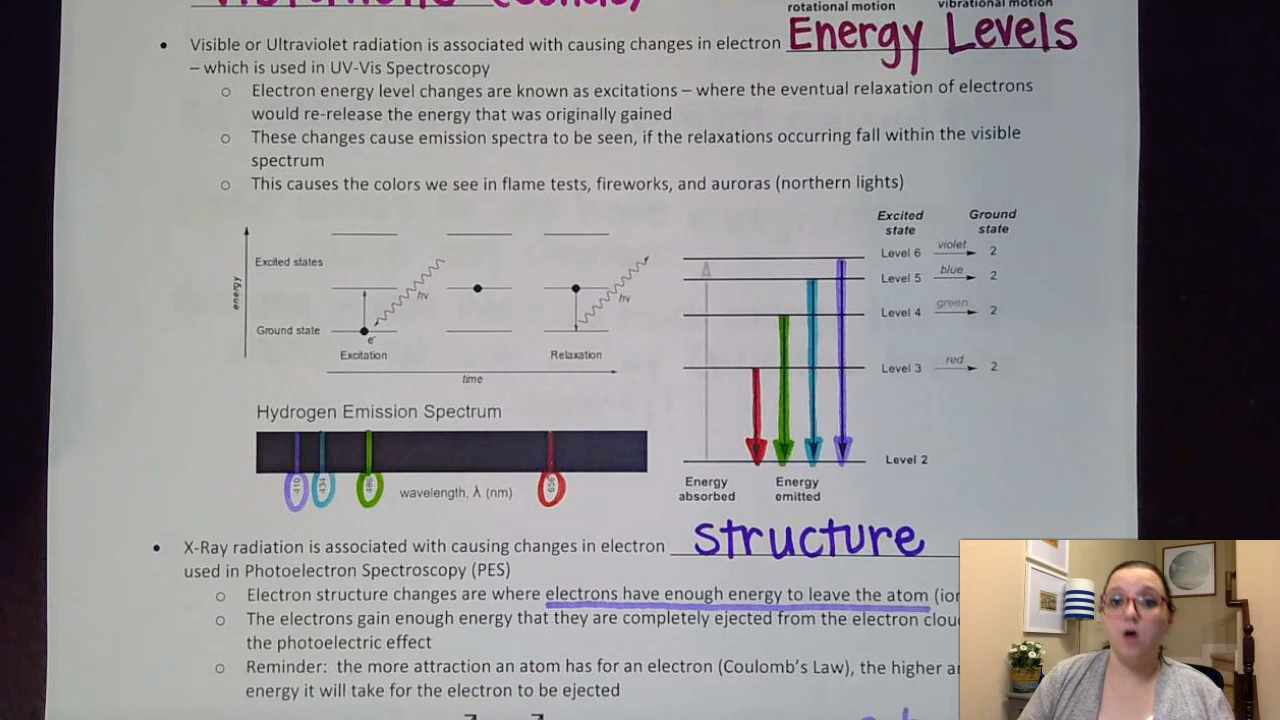 vibrations (bonds)
rotational motion vibrational motion
• Visible or Ultraviolet radiation is associated with causing changes in electron Energy Levels
– which is used in UV-Vis Spectroscopy
o Electron energy level changes are known as excitations – where the eventual relaxation of electrons
would re-release the energy that was originally gained
o These changes cause emission spectra to be seen, if the relaxations occurring fall within the visible
spectrum
o This causes the colors we see in flame tests, fireworks, and auroras (northern lights)
energy
Excited states
Ground state
hv
e-
hv
Excitation
Relaxation
time
Excited state
Ground state
Level 6 violet 2
Level 5 blue 2
Level 4 green 2
Level 3 red 2
Level 2
Energy absorbed
Energy emitted
Hydrogen Emission Spectrum
410 434 486 656
wavelength, λ (nm)
• X-Ray radiation is associated with causing changes in electron structure
used in Photoelectron Spectroscopy (PES)
o Electron structure changes are where electrons have enough energy to leave the atom (ion
o The electrons gain enough energy that they are completely ejected from the electron clou
the photoelectric effect
o Reminder: the more attraction an atom has for an electron (Coulomb's Law), the higher a
energy it will take for the electron to be ejected